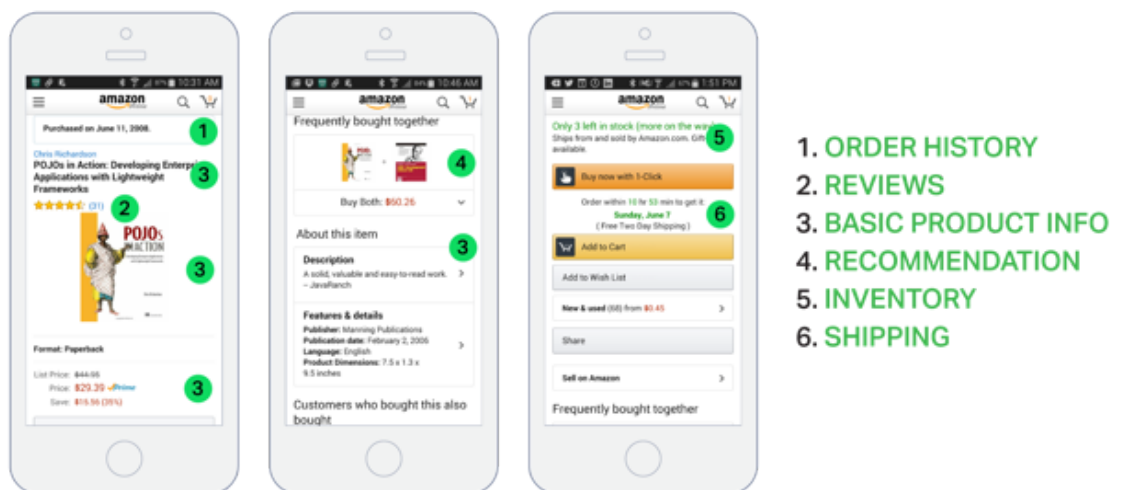 10:31 AM
amazon
Purchased on June 11, 2008.
1
Chris Richardson
POJOs in Action: Developing Enterpr
Applications with Lightweight
Frameworks
3
(31)
2
POJOs
IN ACTION
3
Format: Paperback
List Price: $44.95
Price: $29.39 Prime
Save: $15.56 (35%)
3
10:46 AM
amazon
Frequently bought together
4
Buy Both: $60.26
About this item
3
Description
A solid, valuable and easy-to-read work.
-- JavaRanch
Features & details
Publisher: Manning Publications
Publication date: February 2, 2006
Language: English
Product Dimensions: 7.5 x 1.3 x
9.5 inches
Customers who bought this also
bought
1:51 PM
amazon
Only 3 left in stock (more on the way)
Ships from and sold by Amazon.com. Gift
available.
5
Buy now with 1-Click
Order within 10 hr 53 min to get it:
Sunday, June 7
( Free Two Day Shipping )
6
Add to Cart
Add to Wish List
New & used (68) from $0.45
Share
Sell on Amazon
Frequently bought together
1. ORDER HISTORY
2. REVIEWS
3. BASIC PRODUCT INFO
4. RECOMMENDATION
5. INVENTORY
6. SHIPPING